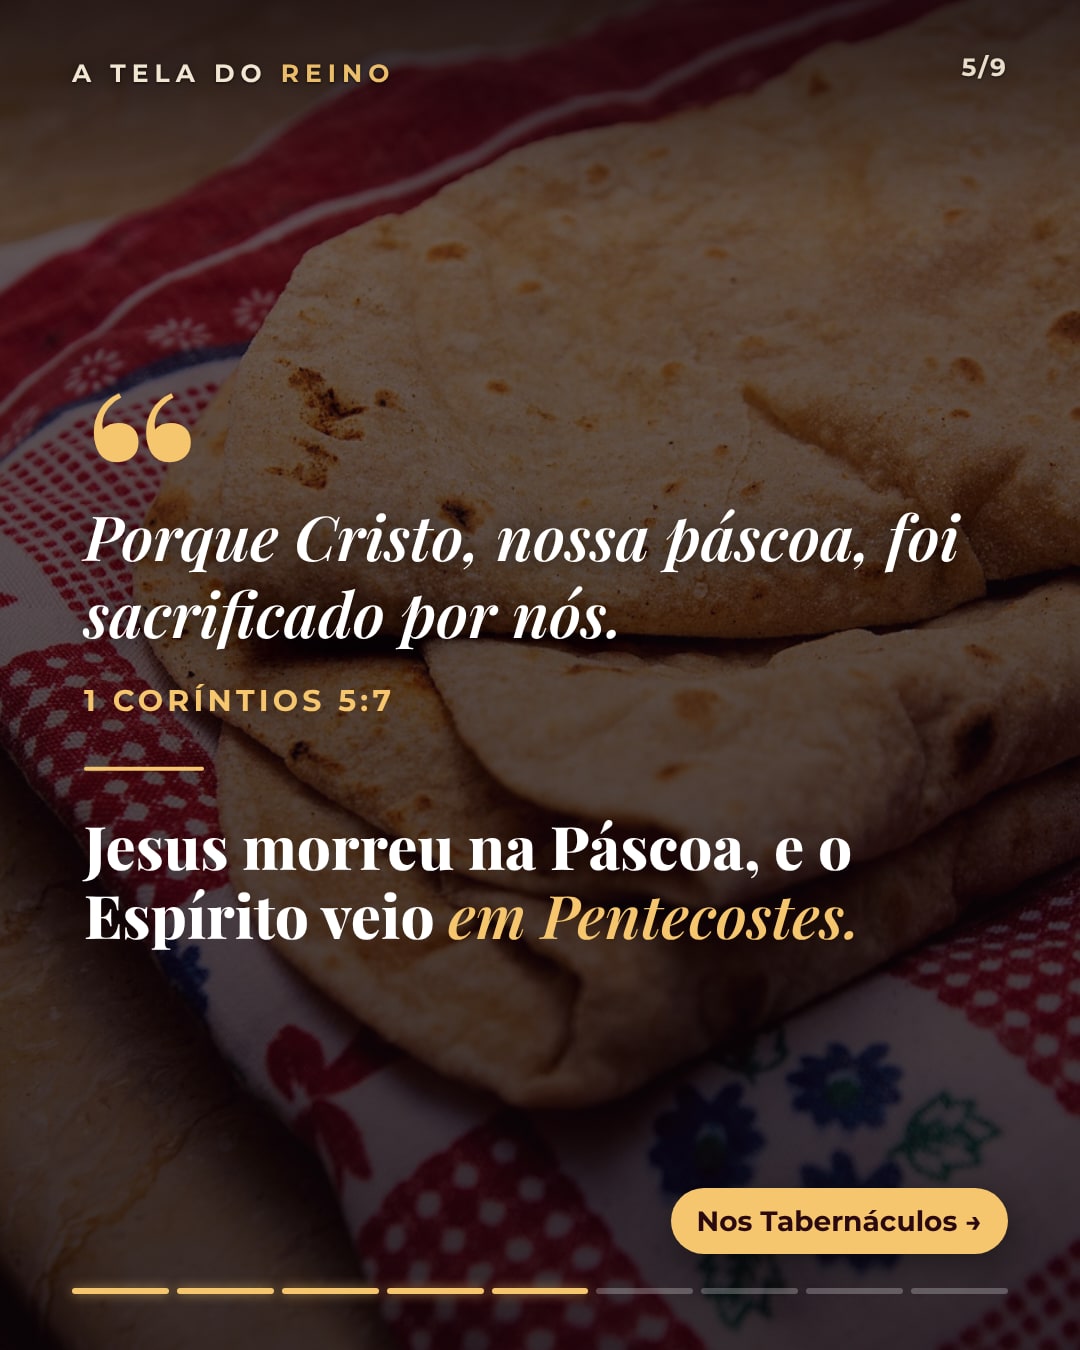 A TELA DO REINO
5/9
“
Porque Cristo, nossa páscoa, foi
sacrificado por nós.
1 CORÍNTIOS 5:7
Jesus morreu na Páscoa, e o
Espírito veio em Pentecostes.
Nos Tabernáculos →